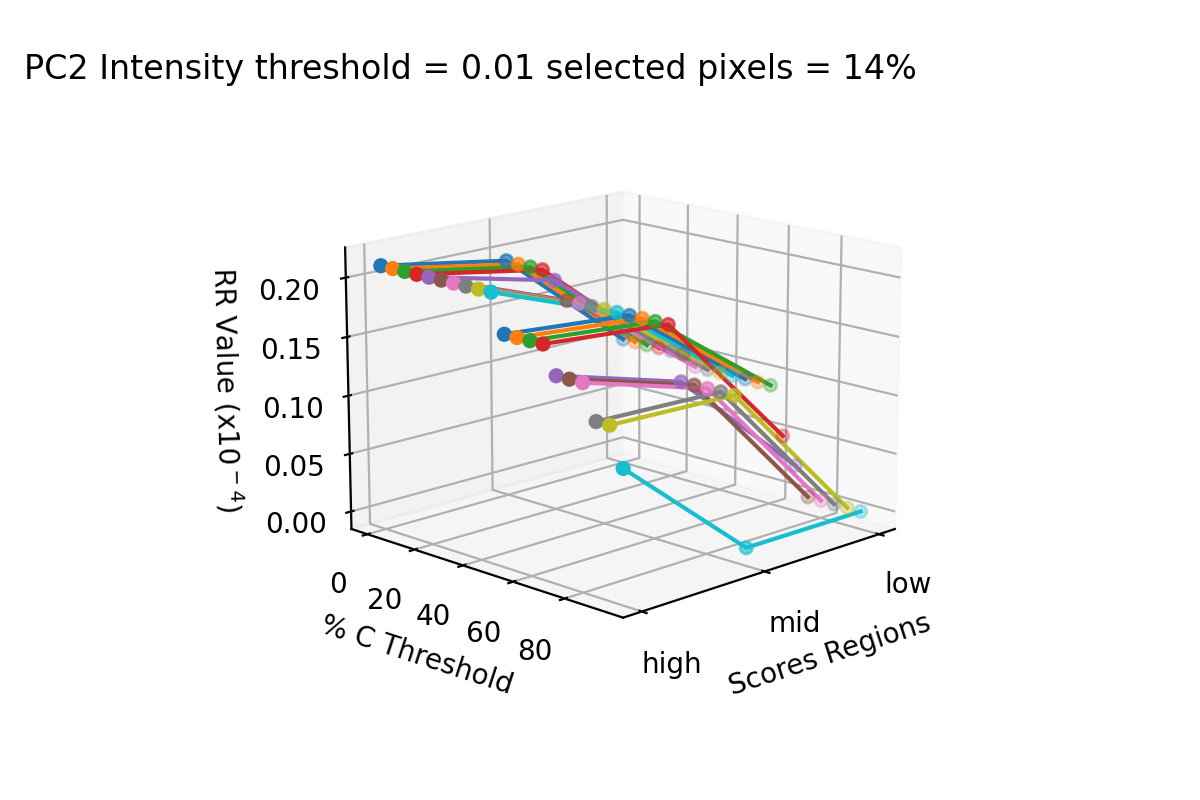 PC2 Intensity threshold = 0.01 selected pixels = 14%
RR Value (x10⁻⁴)
0.20
0.15
0.10
0.05
0.00
0
20
40
60
80
% C Threshold
high
mid
low
Scores Regions